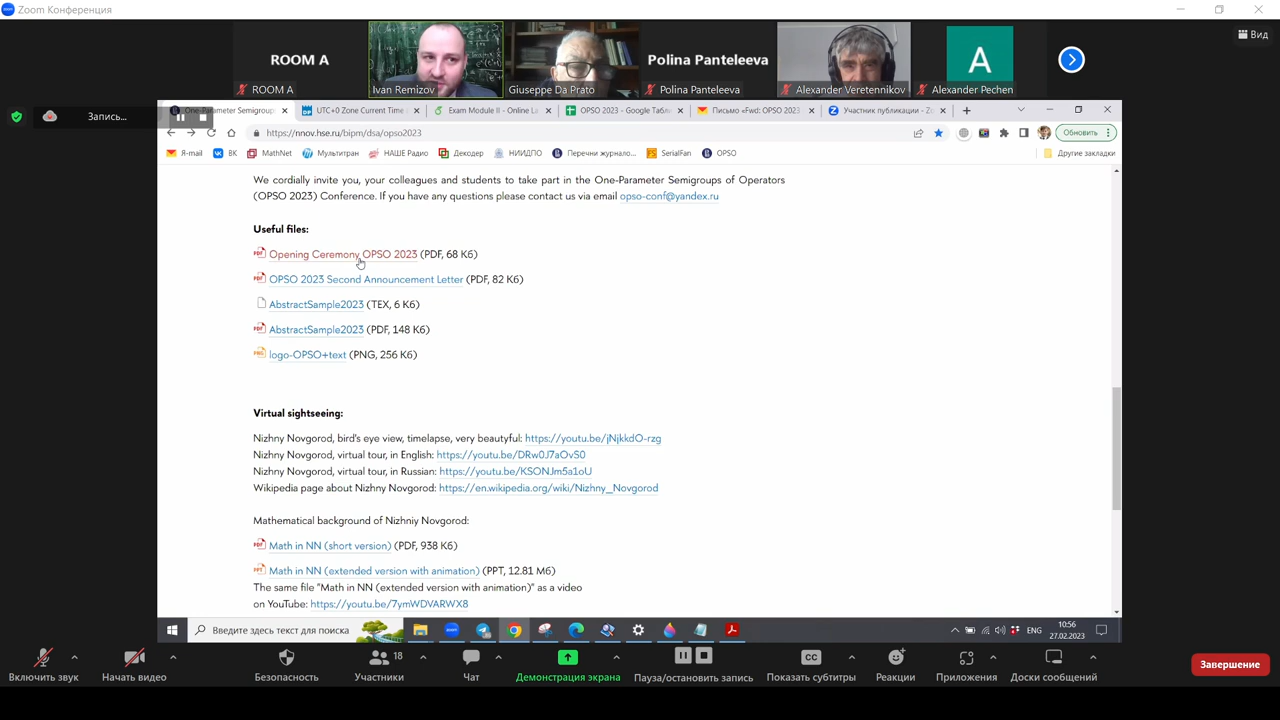 Zoom Конференция
Вид
ROOM A
ROOM A
Ivan Remizov
Giuseppe Da Prato
Polina Panteleeva
Polina Panteleeva
Alexander Veretennikov
A
Alexander Pechen
Запись...
One-Parameter Semigroup
UTC+0 Zone Current Time
Exam Module II - Online L
OPSO 2023 - Google Табл
Письмо «Fwd: OPSO 2023
Участник публикации - Z
https://nnov.hse.ru/bipm/dsa/opso2023
Обновить
Я-mail
ВК
MathNet
Мультитран
НАШЕ Радио
Декодер
НИИДПО
Перечни журнало...
SerialFan
OPSO
Другие закладки
We cordially invite you, your colleagues and students to take part in the One-Parameter Semigroups of Operators
(OPSO 2023) Conference. If you have any questions please contact us via email opso-conf@yandex.ru
Useful files:
PDF Opening Ceremony OPSO 2023 (PDF, 68 Кб)
PDF OPSO 2023 Second Announcement Letter (PDF, 82 Кб)
AbstractSample2023 (TEX, 6 Кб)
PDF AbstractSample2023 (PDF, 148 Кб)
PNG logo-OPSO+text (PNG, 256 Кб)
Virtual sightseeing:
Nizhny Novgorod, bird's eye view, timelapse, very beautyful: https://youtu.be/jNjkkdO-rzg
Nizhny Novgorod, virtual tour, in English: https://youtu.be/DRw0J7aOvS0
Nizhny Novgorod, virtual tour, in Russian: https://youtu.be/KSONJm5a1oU
Wikipedia page about Nizhny Novgorod: https://en.wikipedia.org/wiki/Nizhny_Novgorod
Mathematical background of Nizhniy Novgorod:
PDF Math in NN (short version) (PDF, 938 Кб)
PPT Math in NN (extended version with animation) (PPT, 12.81 Мб)
The same file "Math in NN (extended version with animation)" as a video
on YouTube: https://youtu.be/7ymWDVARWX8
Введите здесь текст для поиска
ENG
10:56
27.02.2023
Включить звук
Начать видео
Безопасность
18
Участники
Чат
Демонстрация экрана
Пауза/остановить запись
CC
Показать субтитры
Реакции
Приложения
Доски сообщений
Завершение